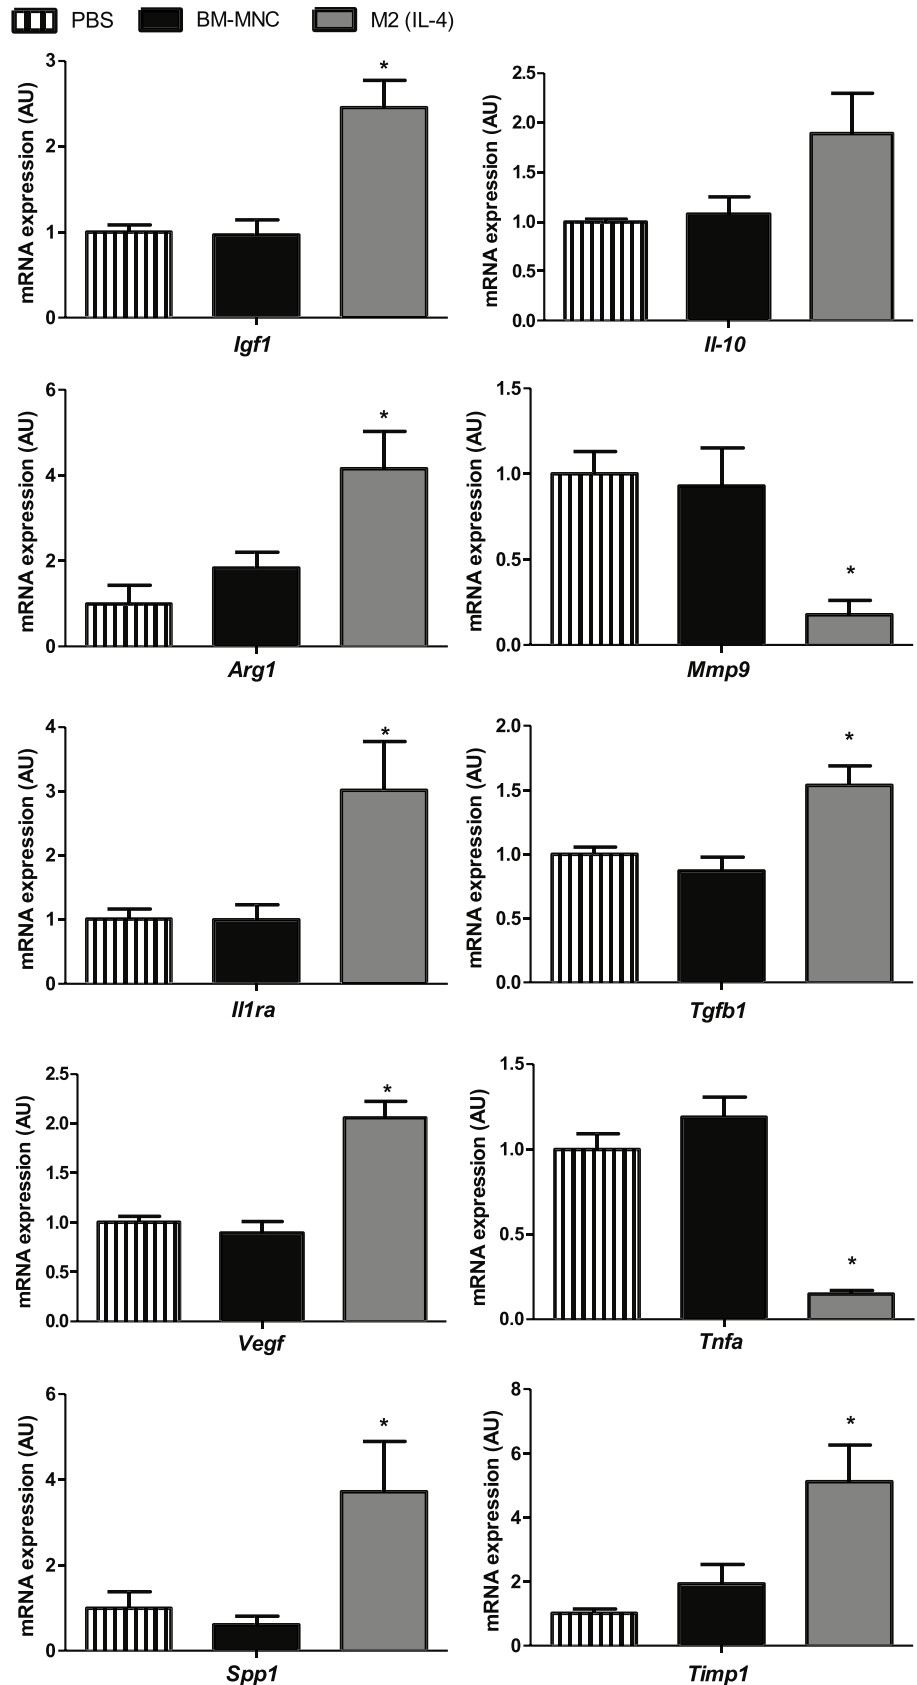 PBS BM-MNC M2 (IL-4)
mRNA expression (AU)
3
2
1
0
*
Igf1
mRNA expression (AU)
2.5
2.0
1.5
1.0
0.5
0.0
Il-10
mRNA expression (AU)
6
4
2
0
*
Arg1
mRNA expression (AU)
1.5
1.0
0.5
0.0
*
Mmp9
mRNA expression (AU)
4
3
2
1
0
*
Il1ra
mRNA expression (AU)
2.0
1.5
1.0
0.5
0.0
*
Tgfb1
mRNA expression (AU)
2.5
2.0
1.5
1.0
0.5
0.0
*
Vegf
mRNA expression (AU)
1.5
1.0
0.5
0.0
*
Tnfa
mRNA expression (AU)
6
4
2
0
*
Spp1
mRNA expression (AU)
8
6
4
2
0
*
Timp1